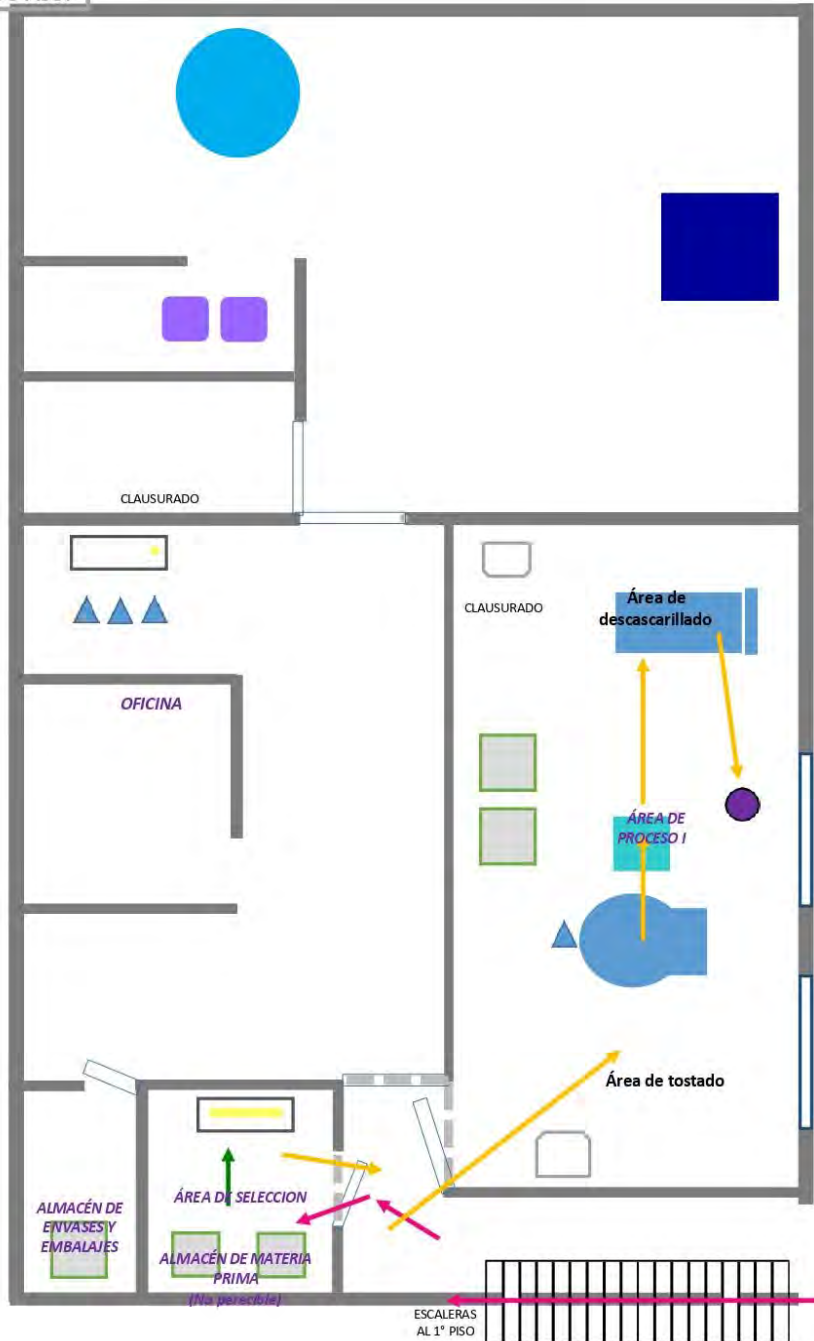 CLAUSURADO
CLAUSURADO
Área de
descascarillado
OFICINA
ÁREA DE
PROCESO I
Área de tostado
ÁREA DE SELECCION
ALMACÉN DE
ENVASES Y
EMBALAJES
ALMACÉN DE MATERIA
PRIMA
(No perecible)
ESCALERAS
AL 1° PISO